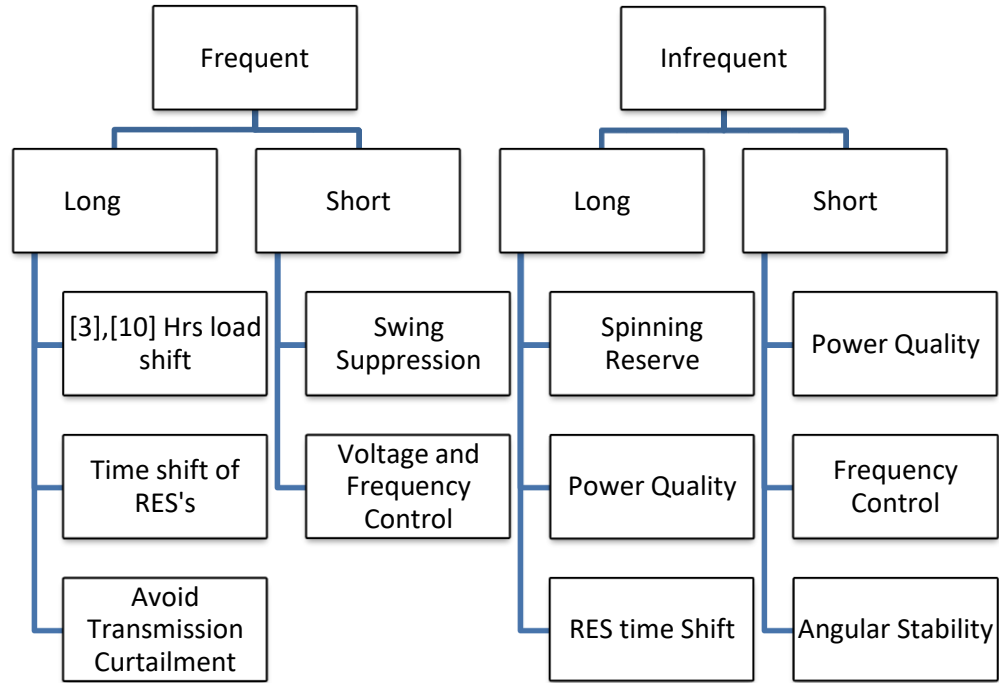 Frequent
Long
[3],[10] Hrs load
shift
Time shift of
RES's
Avoid
Transmission
Curtailment
Short
Swing
Suppression
Voltage and
Frequency
Control
Infrequent
Long
Spinning
Reserve
Power Quality
RES time Shift
Short
Power Quality
Frequency
Control
Angular Stability